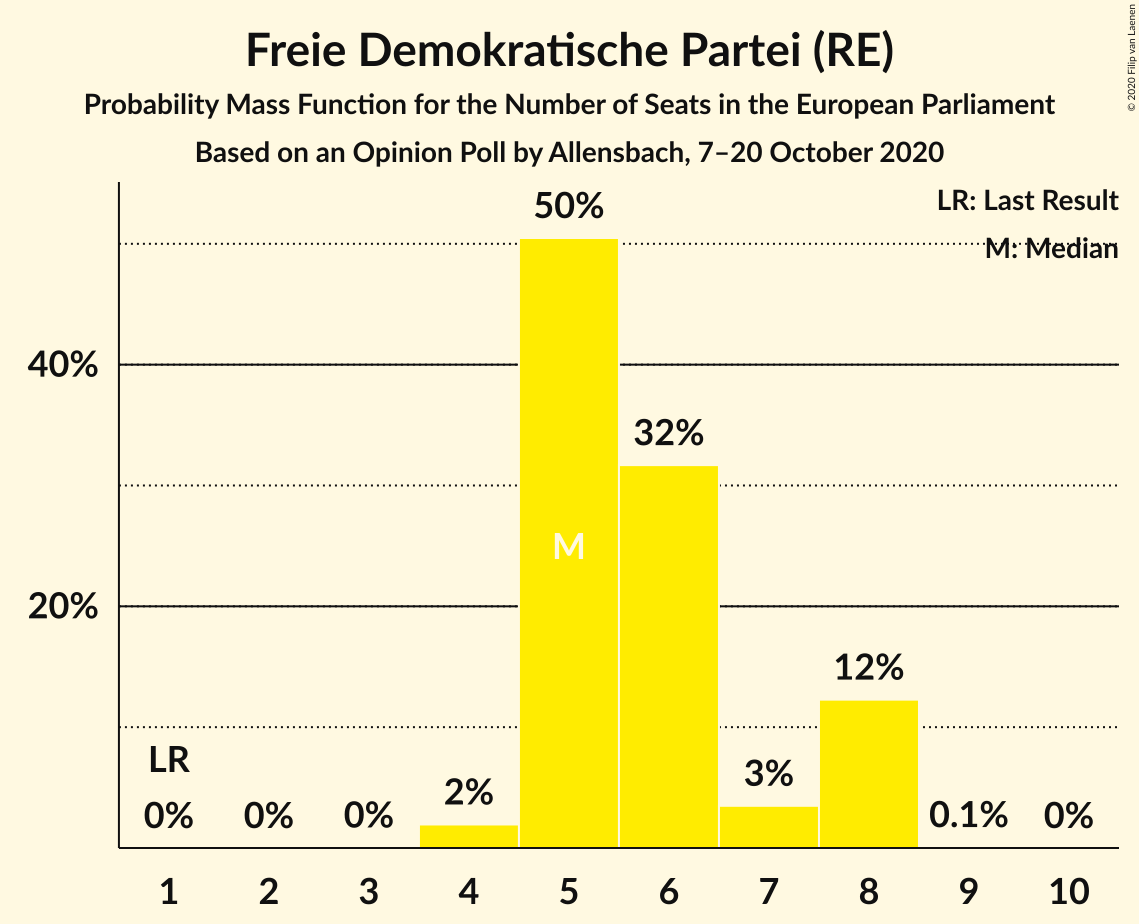 Freie Demokratische Partei (RE)
Probability Mass Function for the Number of Seats in the European Parliament
Based on an Opinion Poll by Allensbach, 7–20 October 2020
© 2020 Filip van Laenen
LR: Last Result
M: Median
50%
40%
32%
M
20%
12%
LR
0%
0%
0%
2%
3%
0.1%
0%
1 2 3 4 5 6 7 8 9 10